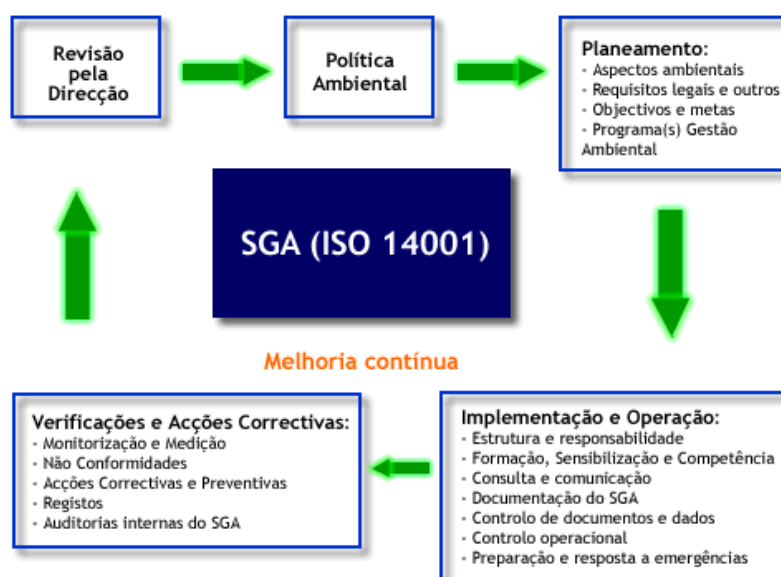 Revisão
pela
Direcção
Política
Ambiental
Planeamento:
- Aspectos ambientais
- Requisitos legais e outros
- Objectivos e metas
- Programa(s) Gestão
Ambiental
SGA (ISO 14001)
Melhoria contínua
Verificações e Acções Correctivas:
- Monitorização e Medição
- Não Conformidades
- Acções Correctivas e Preventivas
- Registos
- Auditorias internas do SGA
Implementação e Operação:
- Estrutura e responsabilidade
- Formação, Sensibilização e Competência
- Consulta e comunicação
- Documentação do SGA
- Controlo de documentos e dados
- Controlo operacional
- Preparação e resposta a emergências